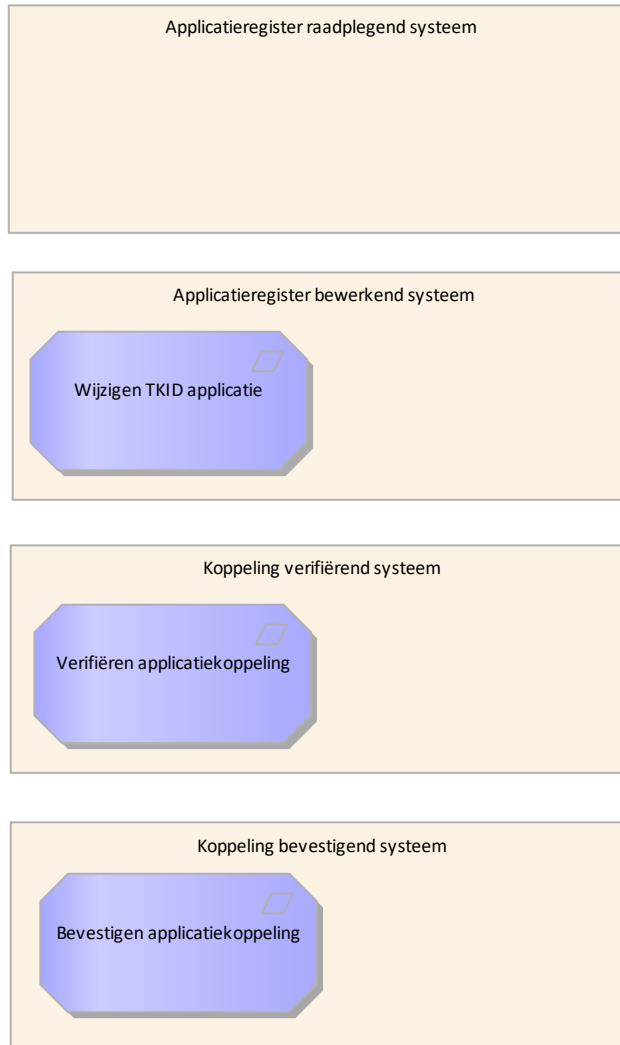 Applicatieregister raadplegend systeem
Applicatieregister bewerkend systeem
Wijzigen TKID applicatie
Koppeling verifiërend systeem
Verifiëren applicatiekoppeling
Koppeling bevestigend systeem
Bevestigen applicatiekoppeling